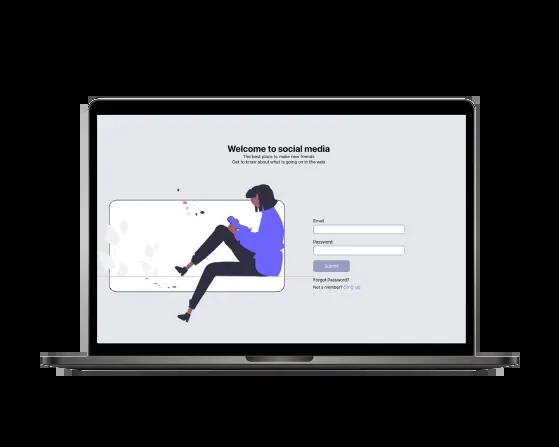 Welcome to social media
The best place to make new friends
Get to know about what is going on in the web
Email
Password
Submit
Forgot Password?
Not a member? Sing up